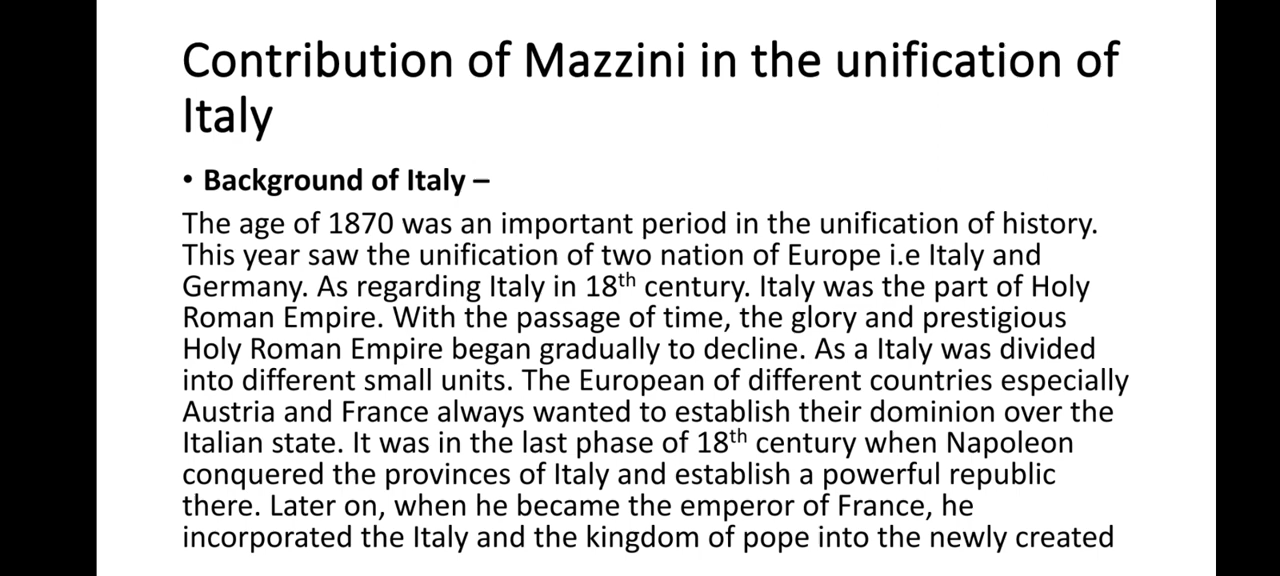 Contribution of Mazzini in the unification of
Italy
• Background of Italy –
The age of 1870 was an important period in the unification of history.
This year saw the unification of two nation of Europe i.e Italy and
Germany. As regarding Italy in 18th century. Italy was the part of Holy
Roman Empire. With the passage of time, the glory and prestigious
Holy Roman Empire began gradually to decline. As a Italy was divided
into different small units. The European of different countries especially
Austria and France always wanted to establish their dominion over the
Italian state. It was in the last phase of 18th century when Napoleon
conquered the provinces of Italy and establish a powerful republic
there. Later on, when he became the emperor of France, he
incorporated the Italy and the kingdom of pope into the newly created